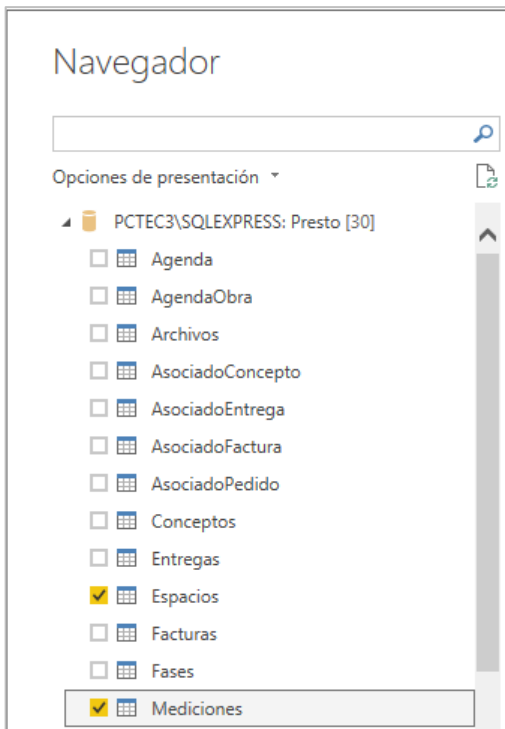 Navegador
Opciones de presentación
PCTEC3\SQLEXPRESS: Presto [30]
Agenda
AgendaObra
Archivos
AsociadoConcepto
AsociadoEntrega
AsociadoFactura
AsociadoPedido
Conceptos
Entregas
Espacios
Facturas
Fases
Mediciones